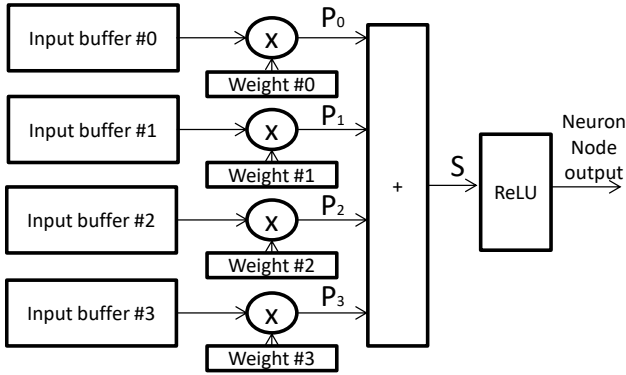 Input buffer #0
x
P0
Weight #0
Input buffer #1
x
P1
Weight #1
Input buffer #2
x
P2
Weight #2
Input buffer #3
x
P3
Weight #3
+
S
ReLU
Neuron
Node
output